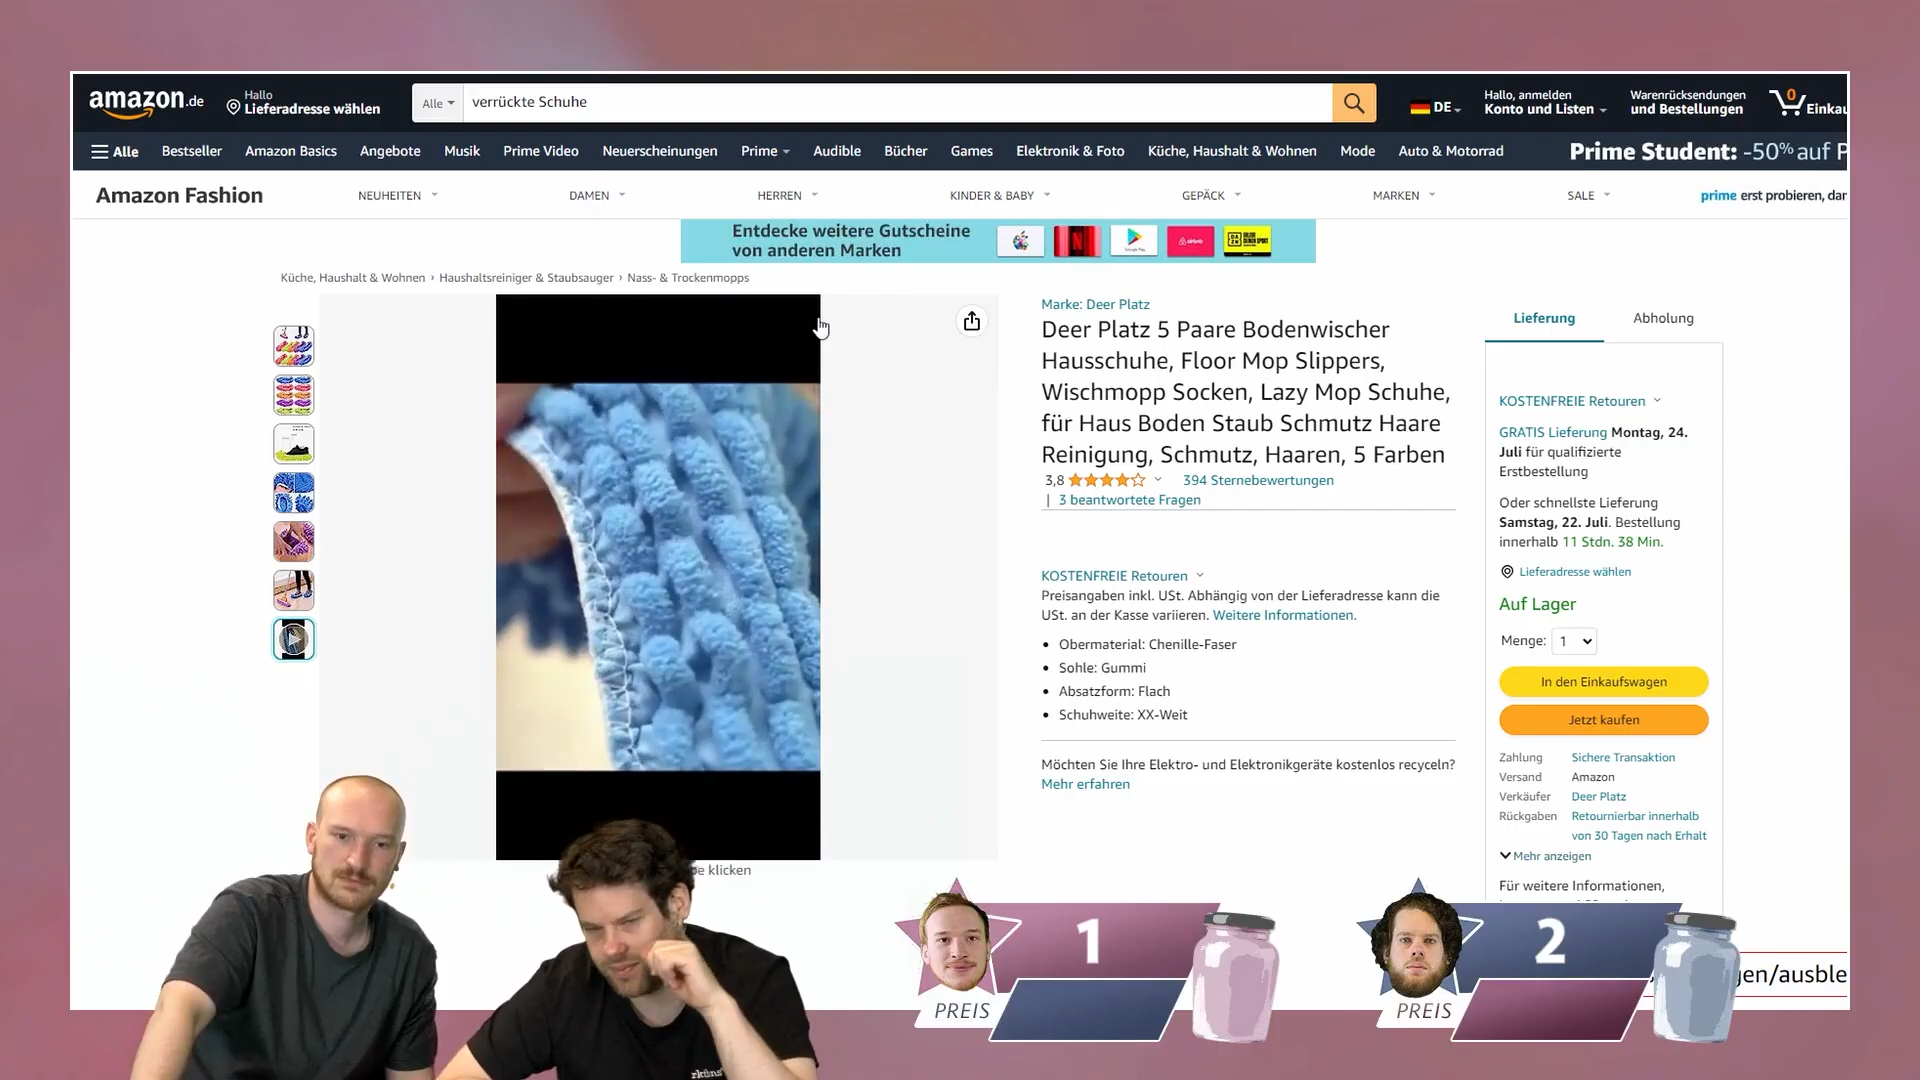 amazon.de
Hallo
Lieferadresse wählen
Alle
verrückte Schuhe
DE
Hallo, anmelden
Konto und Listen
Warenrücksendungen
und Bestellungen
0
Einkau
Alle
Bestseller
Amazon Basics
Angebote
Musik
Prime Video
Neuerscheinungen
Prime
Audible
Bücher
Games
Elektronik & Foto
Küche, Haushalt & Wohnen
Mode
Auto & Motorrad
Prime Student: -50% auf P
Amazon Fashion
NEUHEITEN
DAMEN
HERREN
KINDER & BABY
GEPÄCK
MARKEN
SALE
prime erst probieren, dar
Entdecke weitere Gutscheine
von anderen Marken
Google Play
airbnb
DAZN
Küche, Haushalt & Wohnen › Haushaltsreiniger & Staubsauger › Nass- & Trockenmopps
Marke: Deer Platz
Deer Platz 5 Paare Bodenwischer
Hausschuhe, Floor Mop Slippers,
Wischmopp Socken, Lazy Mop Schuhe,
für Haus Boden Staub Schmutz Haare
Reinigung, Schmutz, Haaren, 5 Farben
3,8
394 Sternebewertungen
| 3 beantwortete Fragen
KOSTENFREIE Retouren
Preisangaben inkl. USt. Abhängig von der Lieferadresse kann die
USt. an der Kasse variieren. Weitere Informationen.
• Obermaterial: Chenille-Faser
• Sohle: Gummi
• Absatzform: Flach
• Schuhweite: XX-Weit
Möchten Sie Ihre Elektro- und Elektronikgeräte kostenlos recyceln?
Mehr erfahren
Lieferung
Abholung
KOSTENFREIE Retouren
GRATIS Lieferung Montag, 24.
Juli für qualifizierte
Erstbestellung
Oder schnellste Lieferung
Samstag, 22. Juli. Bestellung
innerhalb 11 Stdn. 38 Min.
Lieferadresse wählen
Auf Lager
Menge: 1
In den Einkaufswagen
Jetzt kaufen
Zahlung Sichere Transaktion
Versand Amazon
Verkäufer Deer Platz
Rückgaben Retournierbar innerhalb
von 30 Tagen nach Erhalt
Mehr anzeigen
Für weitere Informationen,
klicken
1
PREIS
2
PREIS
gen/ausble